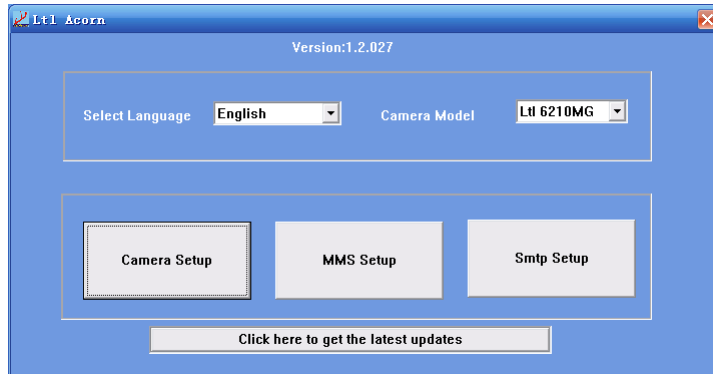 Ltl Acorn
Version:1.2.027
Select Language English Camera Model Ltl 6210MG
Camera Setup MMS Setup Smtp Setup
Click here to get the latest updates